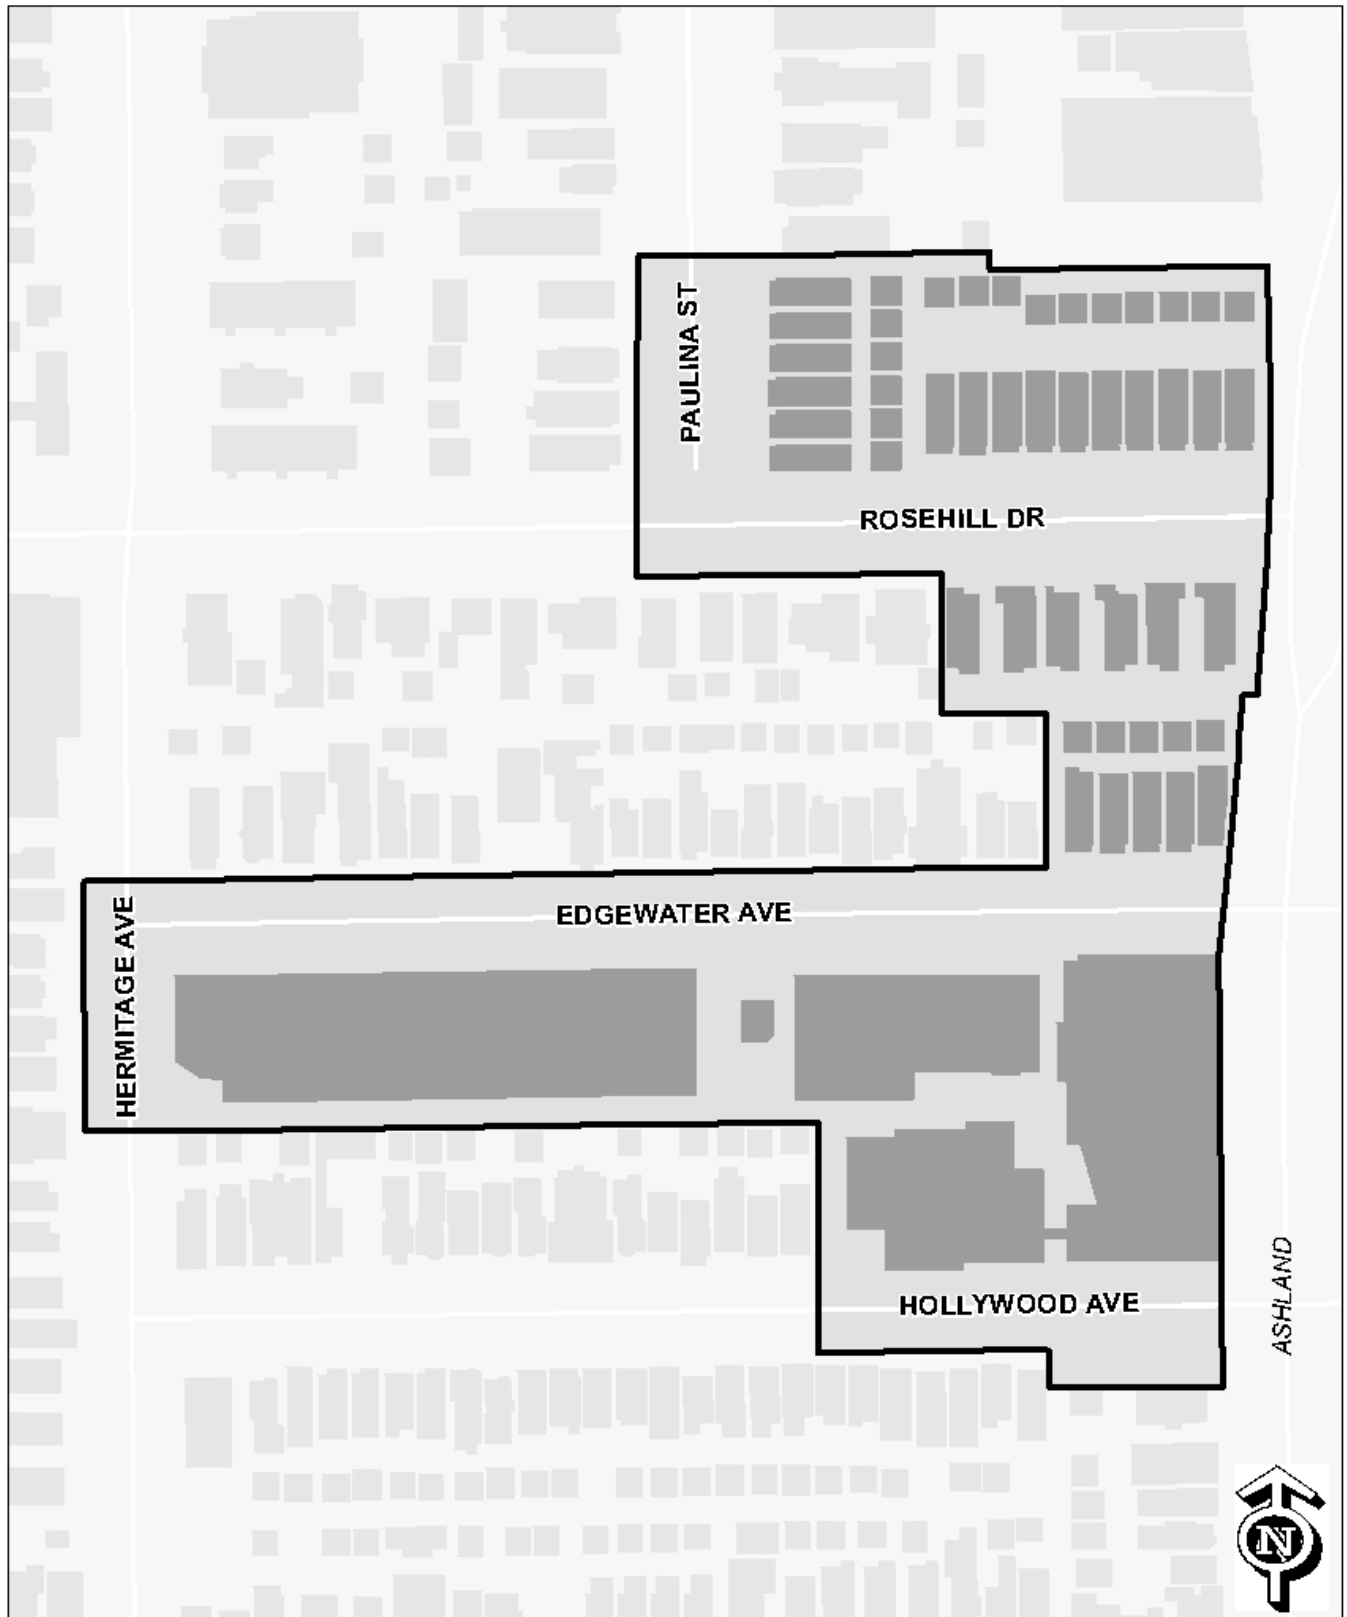 PAULINA ST
ROSEHILL DR
HERMITAGE AVE
EDGEWATER AVE
HOLLYWOOD AVE
ASHLAND
N